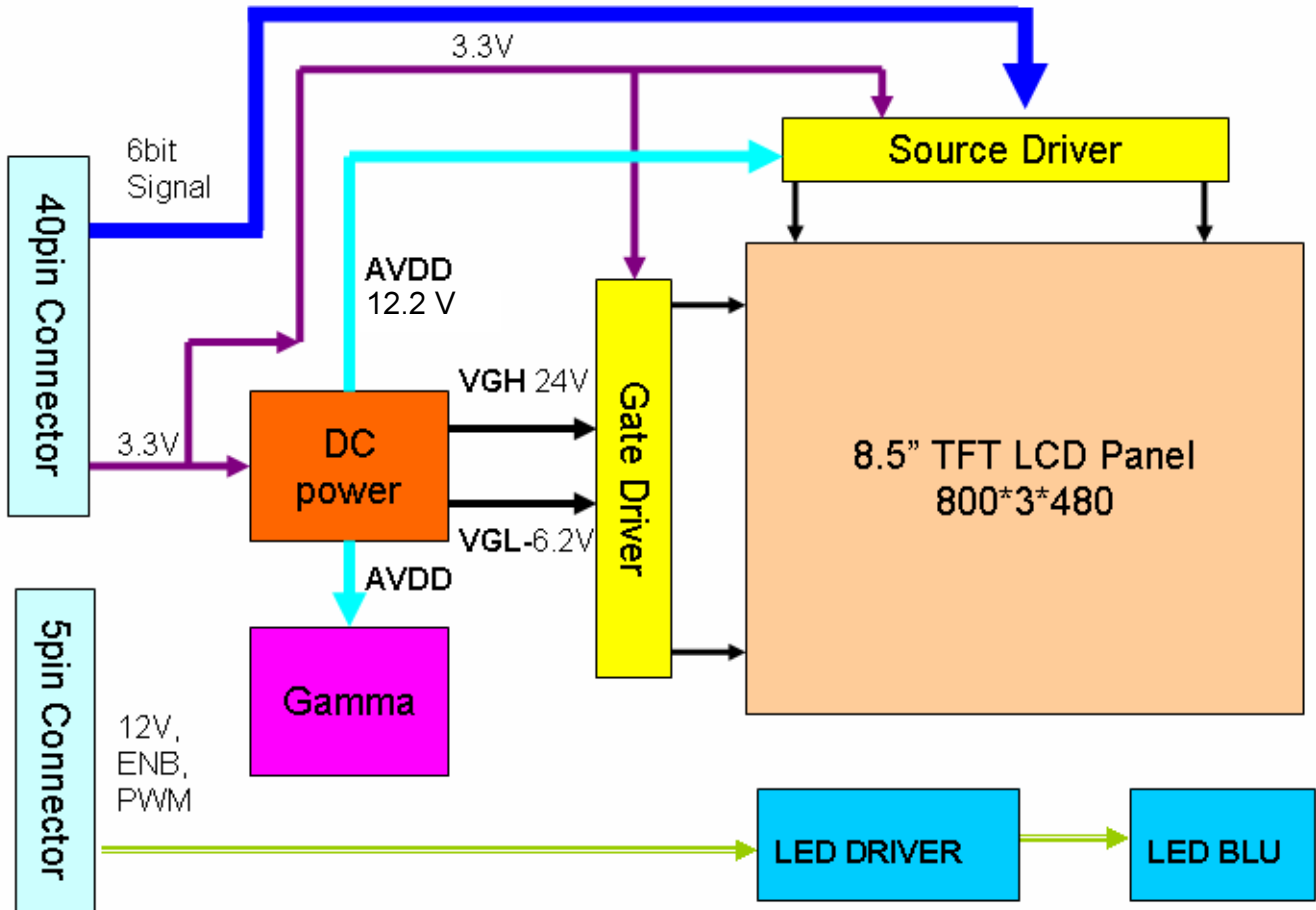 3.3V
6bit
Signal
Source Driver
40pin Connector
AVDD
12.2 V
VGH 24V
Gate Driver
8.5” TFT LCD Panel
800*3*480
3.3V
DC
power
VGL-6.2V
AVDD
5pin Connector
Gamma
12V,
ENB,
PWM
LED DRIVER
LED BLU